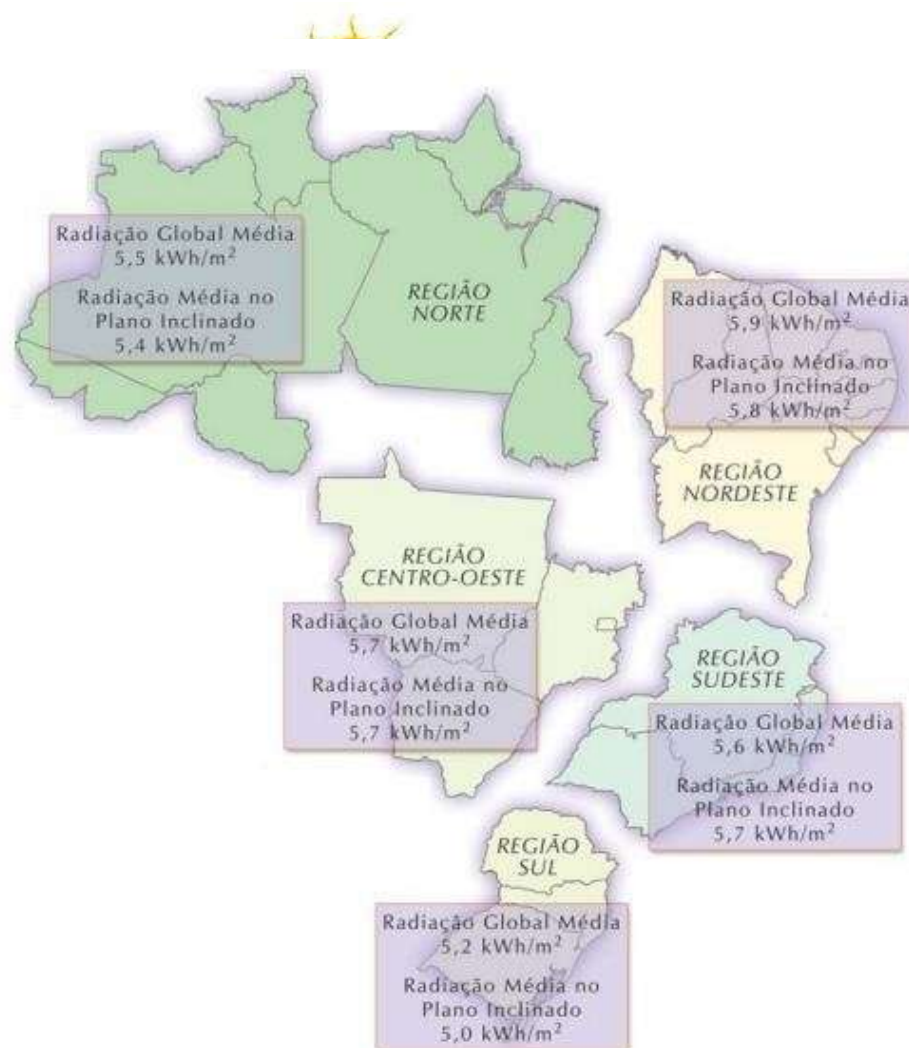 Radiação Global Média
5,5 kWh/m²
Radiação Média no
Plano Inclinado
5,4 kWh/m²
REGIÃO
NORTE
Radiação Global Média
5,9 kWh/m²
Radiação Média no
Plano Inclinado
5,8 kWh/m²
REGIÃO
NORDESTE
REGIÃO
CENTRO-OESTE
Radiação Global Média
5,7 kWh/m²
Radiação Média no
Plano Inclinado
5,7 kWh/m²
REGIÃO
SUDESTE
Radiação Global Média
5,6 kWh/m²
Radiação Média no
Plano Inclinado
5,7 kWh/m²
REGIÃO
SUL
Radiação Global Média
5,2 kWh/m²
Radiação Média no
Plano Inclinado
5,0 kWh/m²